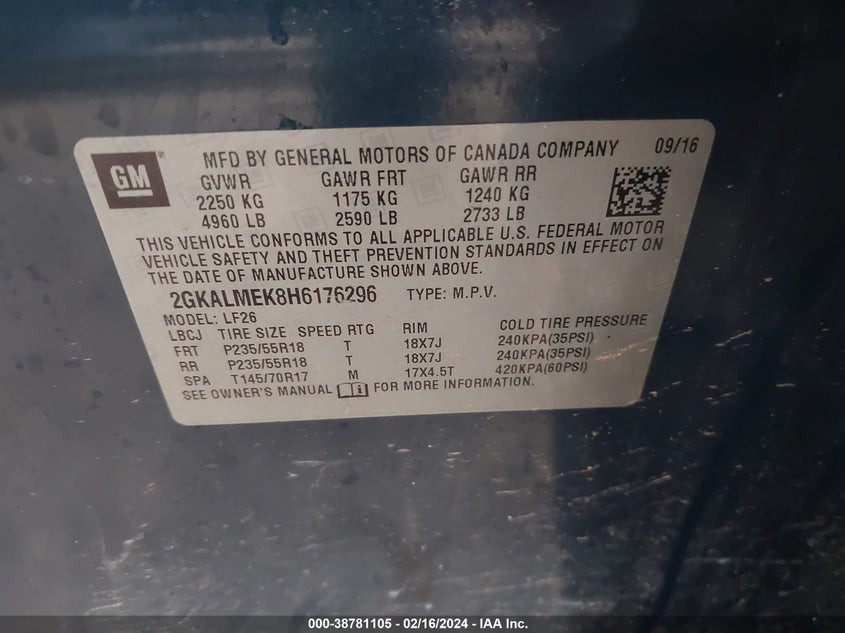 GM®
MFD BY GENERAL MOTORS OF CANADA COMPANY 09/16
GVWR GAWR FRT GAWR RR
2250 KG 1175 KG 1240 KG
4960 LB 2590 LB 2733 LB
THIS VEHICLE CONFORMS TO ALL APPLICABLE U.S. FEDERAL MOTOR
VEHICLE SAFETY AND THEFT PREVENTION STANDARDS IN EFFECT ON
THE DATE OF MANUFACTURE SHOWN ABOVE.
2GKALMEK8H6176296 TYPE: M.P.V.
MODEL: LF26
LBCJ TIRE SIZE SPEED RTG RIM COLD TIRE PRESSURE
FRT P235/55R18 T 18X7J 240KPA(35PSI)
RR P235/55R18 T 18X7J 240KPA(35PSI)
SPA T145/70R17 M 17X4.5T 420KPA(60PSI)
SEE OWNER'S MANUAL FOR MORE INFORMATION.
000-38781105 - 02/16/2024 - IAA Inc.